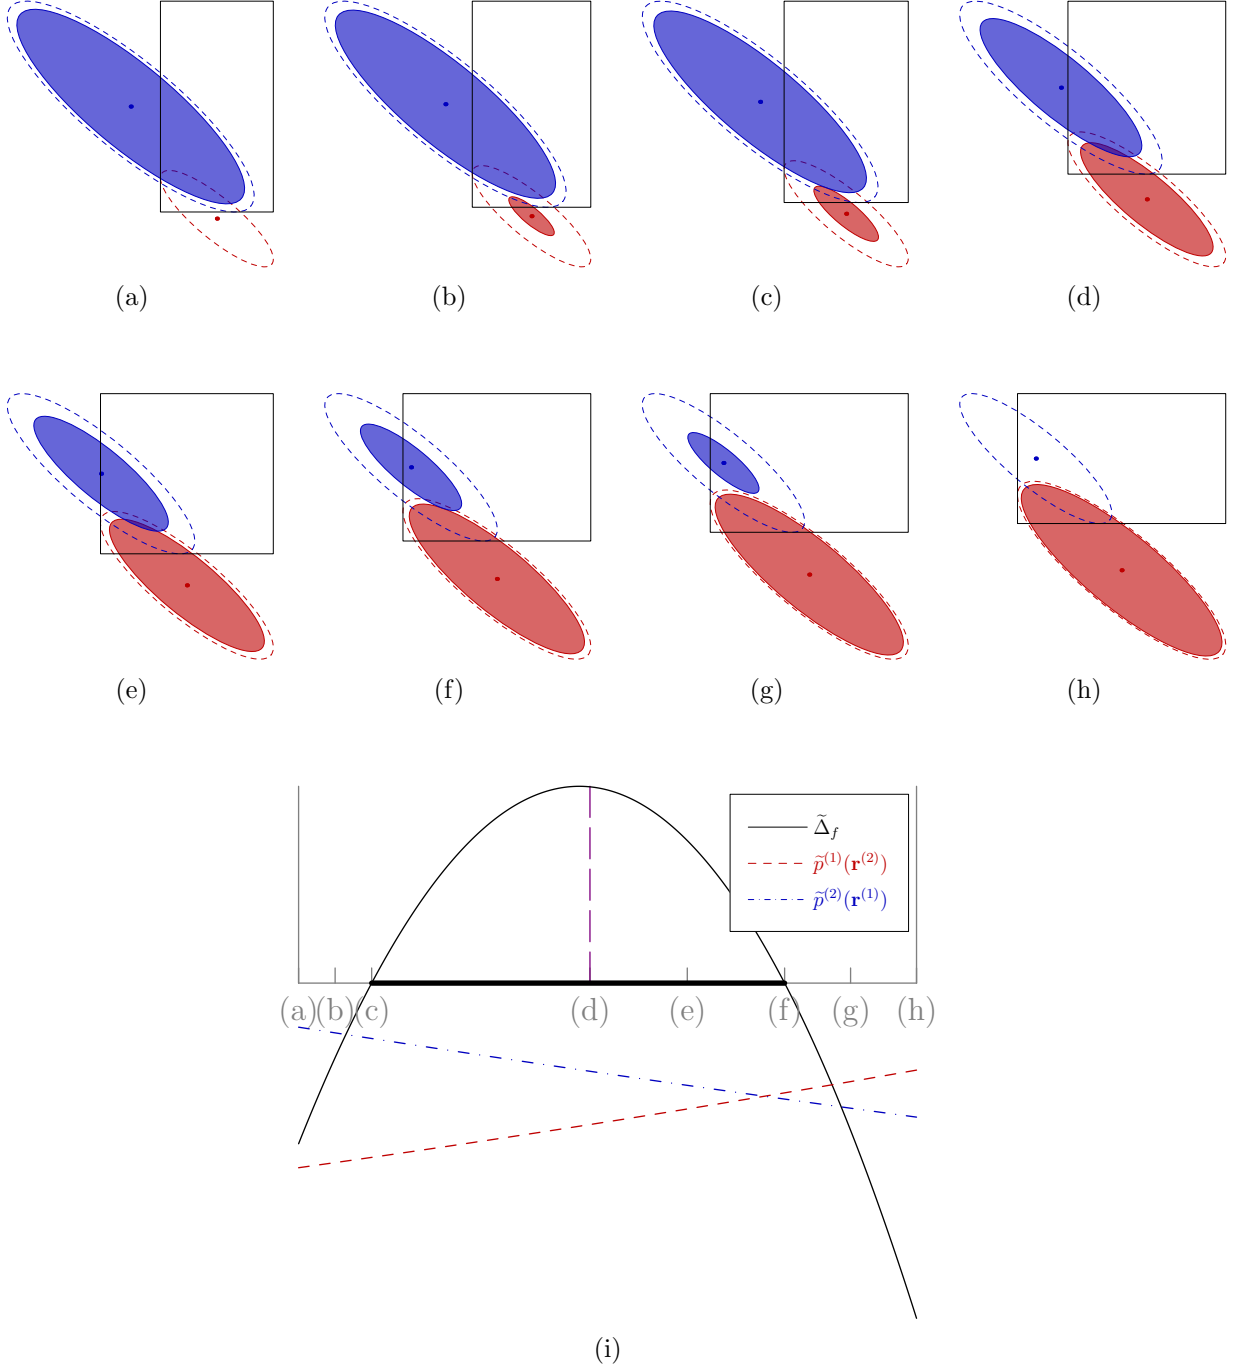 (a) (b) (c) (d)
(e) (f) (g) (h)
Δ̃_f
p̃^(1)(𝐫^(2))
p̃^(2)(𝐫^(1))
(a) (b) (c) (d) (e) (f) (g) (h)
(i)